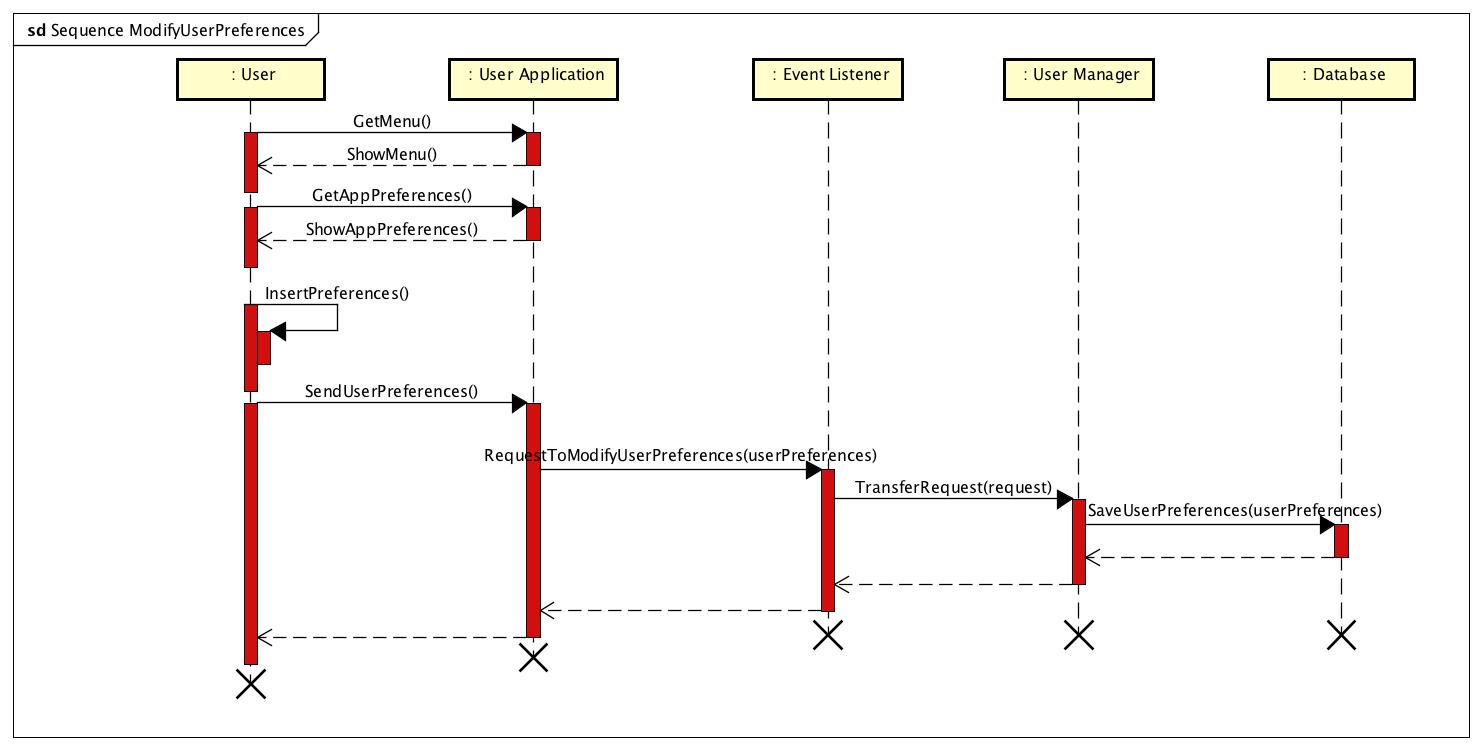 sd Sequence ModifyUserPreferences
: User
: User Application
: Event Listener
: User Manager
: Database
GetMenu()
ShowMenu()
GetAppPreferences()
ShowAppPreferences()
InsertPreferences()
SendUserPreferences()
RequestToModifyUserPreferences(userPreferences)
TransferRequest(request)
SaveUserPreferences(userPreferences)